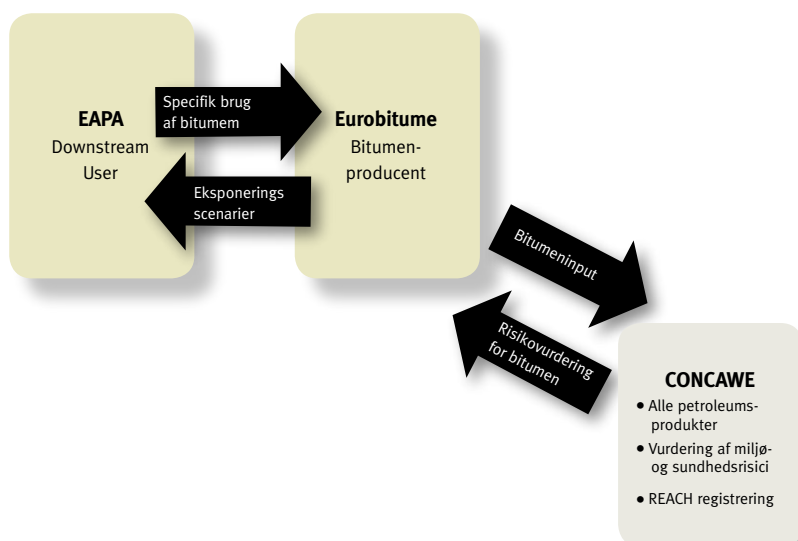 EAPA
Downstream
User
Specifik brug
af bitumem
Eksponerings
scenarier
Eurobitume
Bitumen-
producent
Bitumeninput
Risikovurdering
for bitumen
CONCAWE
• Alle petroleums-
produkter
• Vurdering af miljø-
og sundhedsrisici
• REACH registrering